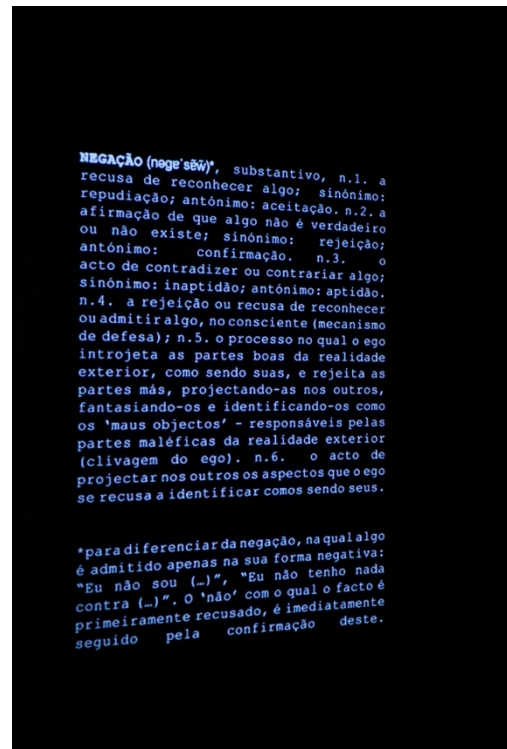 NEGAÇÃO (nəgɐˈsɐ̃w̃)*, substantivo, n.1. a
recusa de reconhecer algo; sinónimo:
repudiação; antónimo: aceitação. n.2. a
afirmação de que algo não é verdadeiro
ou não existe; sinónimo: rejeição;
antónimo: confirmação. n.3. o
acto de contradizer ou contrariar algo;
sinónimo: inaptidão; antónimo: aptidão.
n.4. a rejeição ou recusa de reconhecer
ou admitir algo, no consciente (mecanismo
de defesa); n.5. o processo no qual o ego
introjeta as partes boas da realidade
exterior, como sendo suas, e rejeita as
partes más, projectando-as nos outros,
fantasiando-os e identificando-os como
os 'maus objectos' - responsáveis pelas
partes maléficas da realidade exterior
(clivagem do ego). n.6. o acto de
projectar nos outros os aspectos que o ego
se recusa a identificar comos sendo seus.
*para diferenciar da negação, na qual algo
é admitido apenas na sua forma negativa:
"Eu não sou (…)", "Eu não tenho nada
contra (…)". O 'não' com o qual o facto é
primeiramente recusado, é imediatamente
seguido pela confirmação deste.